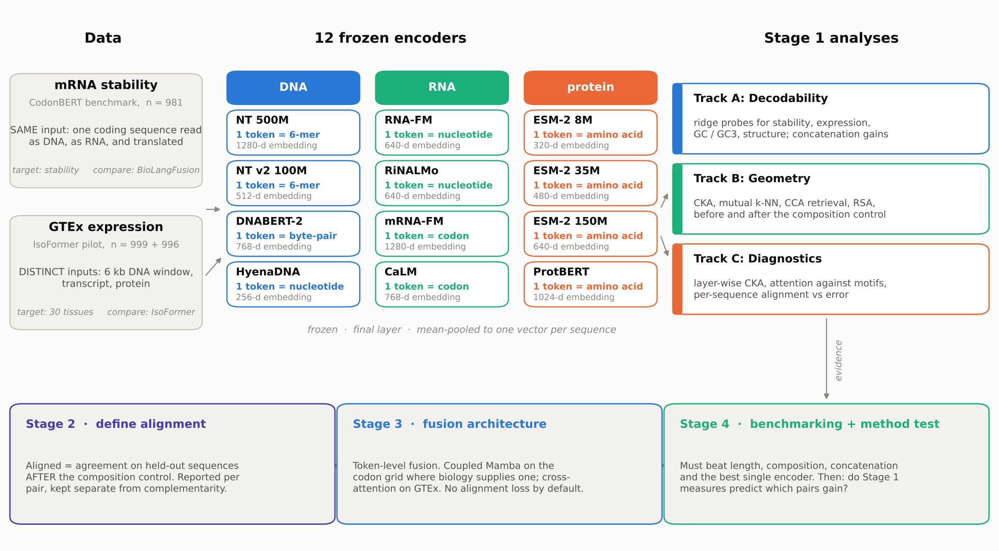 Data
12 frozen encoders
Stage 1 analyses
mRNA stability
CodonBERT benchmark, n = 981
SAME input: one coding sequence read
as DNA, as RNA, and translated
target: stability compare: BioLangFusion
GTEx expression
IsoFormer pilot, n = 999 + 996
DISTINCT inputs: 6 kb DNA window,
transcript, protein
target: 30 tissues compare: IsoFormer
DNA
NT 500M
1 token = 6-mer
1280-d embedding
NT v2 100M
1 token = 6-mer
512-d embedding
DNABERT-2
1 token = byte-pair
768-d embedding
HyenaDNA
1 token = nucleotide
256-d embedding
RNA
RNA-FM
1 token = nucleotide
640-d embedding
RiNALMo
1 token = nucleotide
640-d embedding
mRNA-FM
1 token = codon
1280-d embedding
CaLM
1 token = codon
768-d embedding
protein
ESM-2 8M
1 token = amino acid
320-d embedding
ESM-2 35M
1 token = amino acid
480-d embedding
ESM-2 150M
1 token = amino acid
640-d embedding
ProtBERT
1 token = amino acid
1024-d embedding
frozen · final layer · mean-pooled to one vector per sequence
Track A: Decodability
ridge probes for stability, expression,
GC / GC3, structure; concatenation gains
Track B: Geometry
CKA, mutual k-NN, CCA retrieval, RSA,
before and after the composition control
Track C: Diagnostics
layer-wise CKA, attention against motifs,
per-sequence alignment vs error
evidence
Stage 2 · define alignment
Aligned = agreement on held-out sequences
AFTER the composition control. Reported per
pair, kept separate from complementarity.
Stage 3 · fusion architecture
Token-level fusion. Coupled Mamba on the
codon grid where biology supplies one; cross-
attention on GTEx. No alignment loss by default.
Stage 4 · benchmarking + method test
Must beat length, composition, concatenation
and the best single encoder. Then: do Stage 1
measures predict which pairs gain?